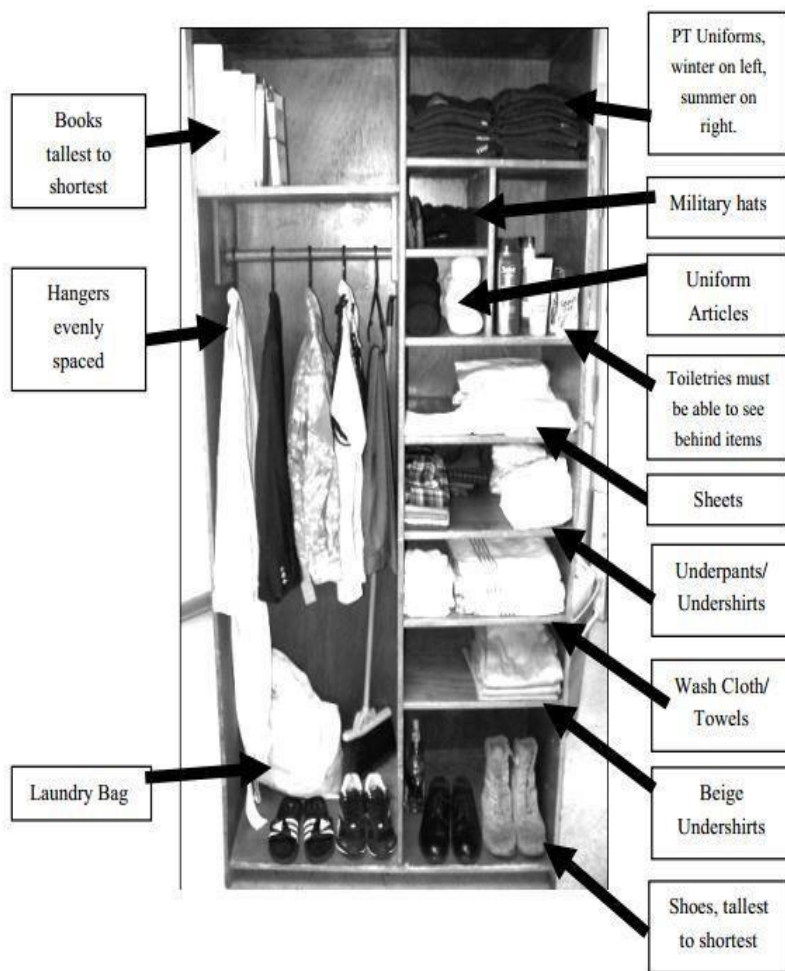 Books
tallest to
shortest
Hangers
evenly
spaced
Laundry Bag
PT Uniforms,
winter on left,
summer on
right.
Military hats
Uniform
Articles
Toiletries must
be able to see
behind items
Sheets
Underpants/
Undershirts
Wash Cloth/
Towels
Beige
Undershirts
Shoes, tallest
to shortest